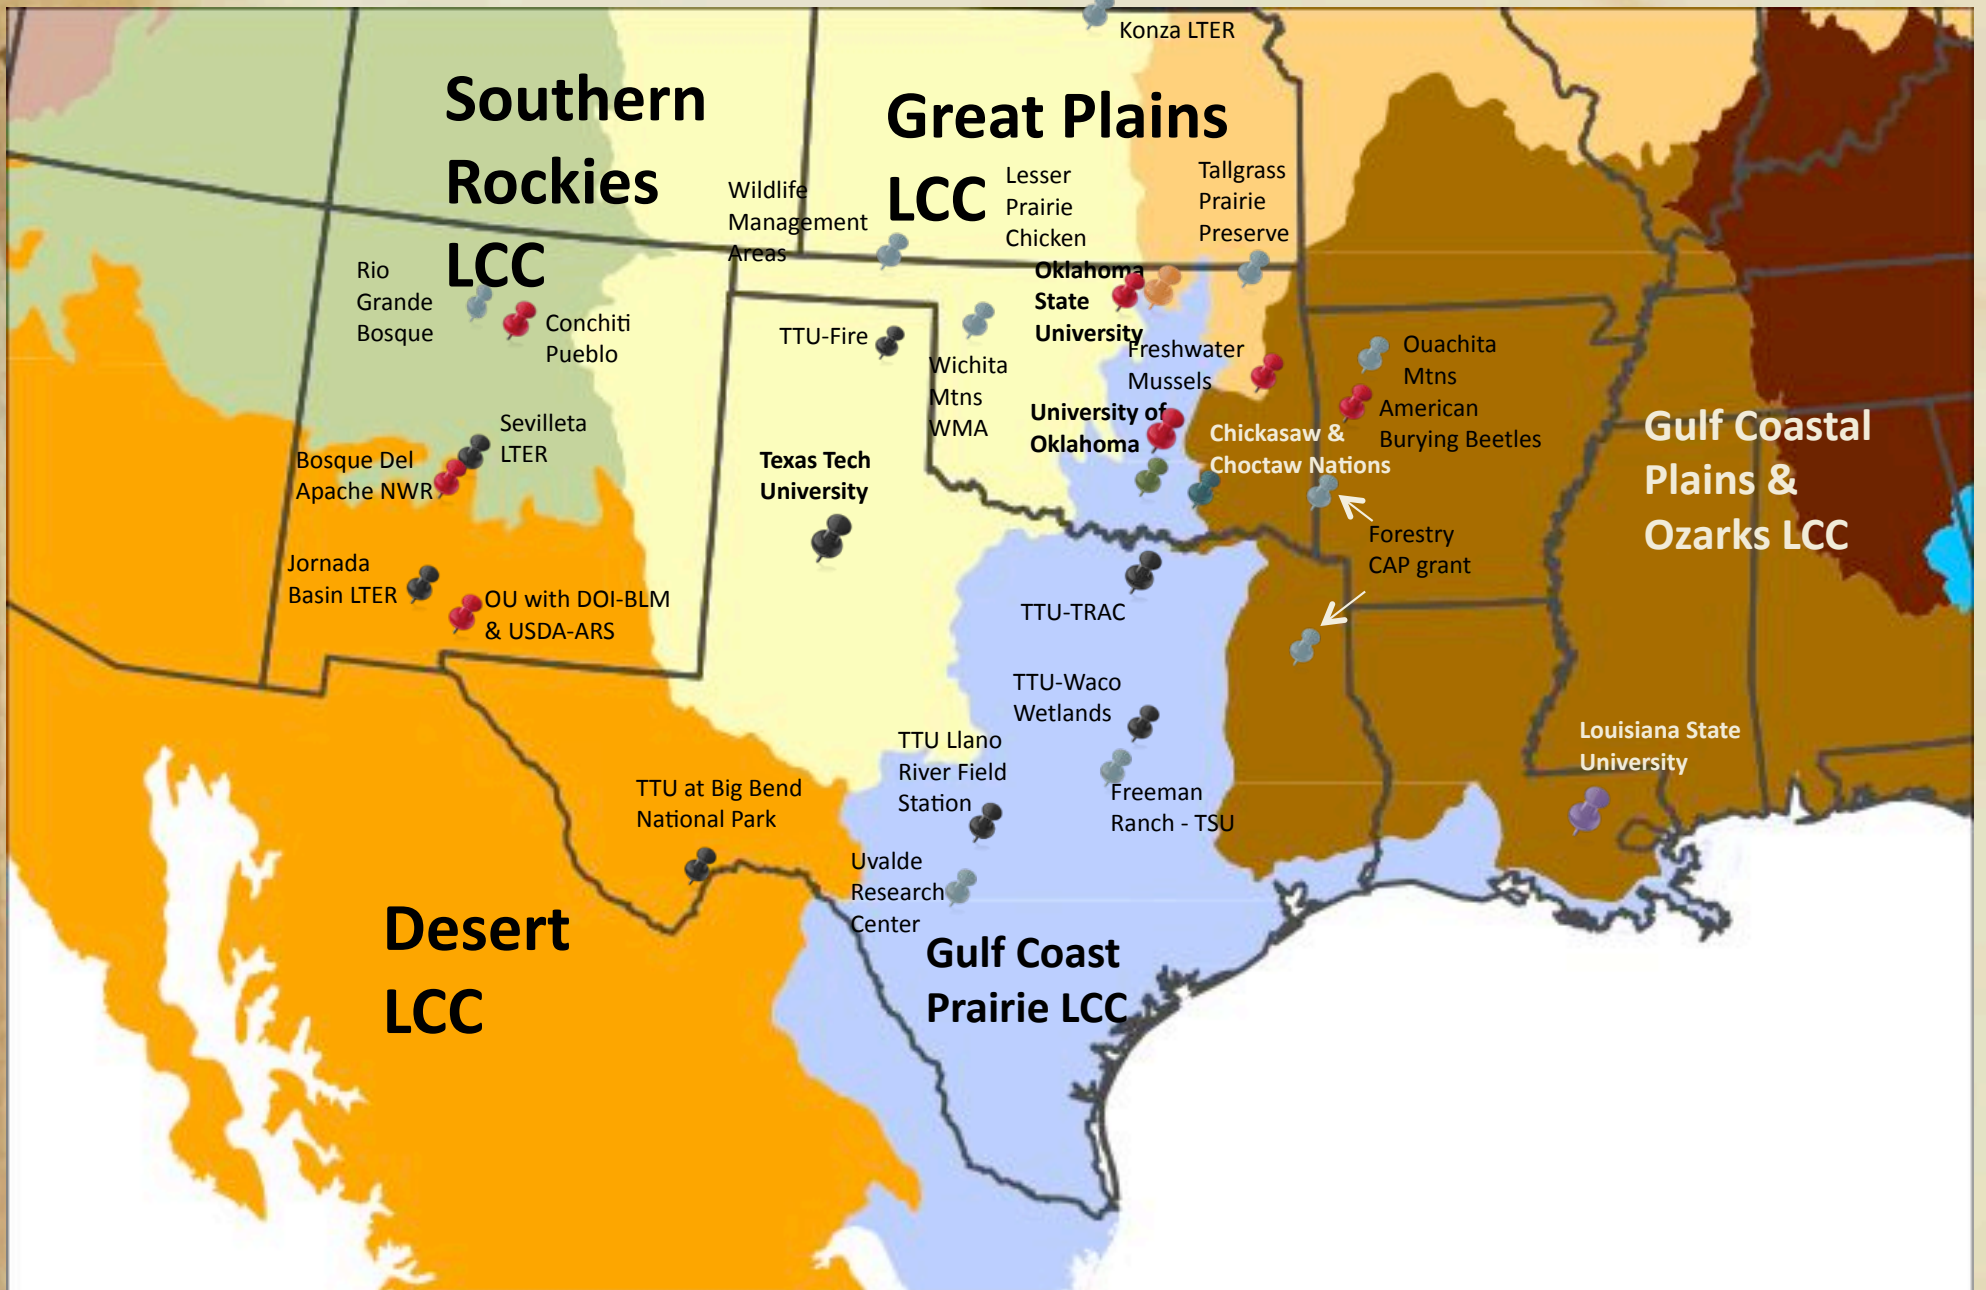 Konza LTER
Southern
Rockies
LCC
Great Plains
LCC
Wildlife
Management
Areas
Lesser
Prairie
Chicken
Tallgrass
Prairie
Preserve
Oklahoma
State
University
Rio
Grande
Bosque
Conchiti
Pueblo
TTU-Fire
Wichita
Mtns
WMA
Freshwater
Mussels
Ouachita
Mtns
American
Burying Beetles
University of
Oklahoma
Chickasaw &
Choctaw Nations
Gulf Coastal
Plains &
Ozarks LCC
Sevilleta
LTER
Bosque Del
Apache NWR
Texas Tech
University
Forestry
CAP grant
Jornada
Basin LTER
OU with DOI-BLM
& USDA-ARS
TTU-TRAC
TTU-Waco
Wetlands
TTU Llano
River Field
Station
Louisiana State
University
TTU at Big Bend
National Park
Freeman
Ranch - TSU
Uvalde
Research
Center
Desert
LCC
Gulf Coast
Prairie LCC